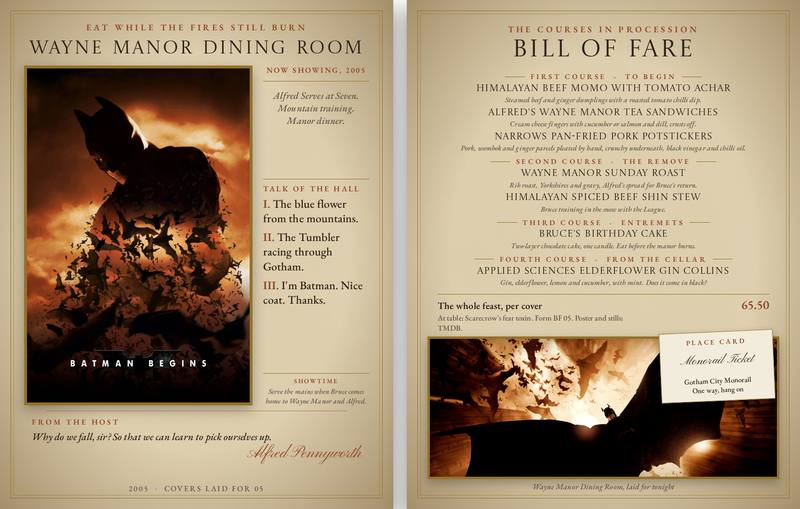 EAT WHILE THE FIRES STILL BURN
WAYNE MANOR DINING ROOM
NOW SHOWING, 2005
Alfred Serves at Seven.
Mountain training.
Manor dinner.
TALK OF THE HALL
I. The blue flower
from the mountains.
II. The Tumbler
racing through
Gotham.
III. I'm Batman. Nice
coat. Thanks.
BATMAN BEGINS
SHOWTIME
Serve the mains when Bruce comes
home to Wayne Manor and Alfred.
FROM THE HOST
Why do we fall, sir? So that we can learn to pick ourselves up.
Alfred Pennyworth
2005 · COVERS LAID FOR 05
THE COURSES IN PROCESSION
BILL OF FARE
FIRST COURSE · TO BEGIN
HIMALAYAN BEEF MOMO WITH TOMATO ACHAR
Steamed beef and ginger dumplings with a roasted tomato chilli dip.
ALFRED'S WAYNE MANOR TEA SANDWICHES
Cream cheese fingers with cucumber or salmon and dill, crusts off.
NARROWS PAN-FRIED PORK POTSTICKERS
Pork, wombok and ginger parcels pleated by hand, crunchy underneath, black vinegar and chilli oil.
SECOND COURSE · THE REMOVE
WAYNE MANOR SUNDAY ROAST
Rib roast, Yorkshires and gravy, Alfred's spread for Bruce's return.
HIMALAYAN SPICED BEEF SHIN STEW
Bruce training in the snow with the League.
THIRD COURSE · ENTREMETS
BRUCE'S BIRTHDAY CAKE
Two-layer chocolate cake, one candle. Eat before the manor burns.
FOURTH COURSE · FROM THE CELLAR
APPLIED SCIENCES ELDERFLOWER GIN COLLINS
Gin, elderflower, lemon and cucumber, with mint. Does it come in black?
The whole feast, per cover 65.50
At table: Scarecrow's fear toxin. Form BF 05. Poster and stills:
TMDB.
PLACE CARD
Monorail Ticket
Gotham City Monorail
One way, hang on
Wayne Manor Dining Room, laid for tonight